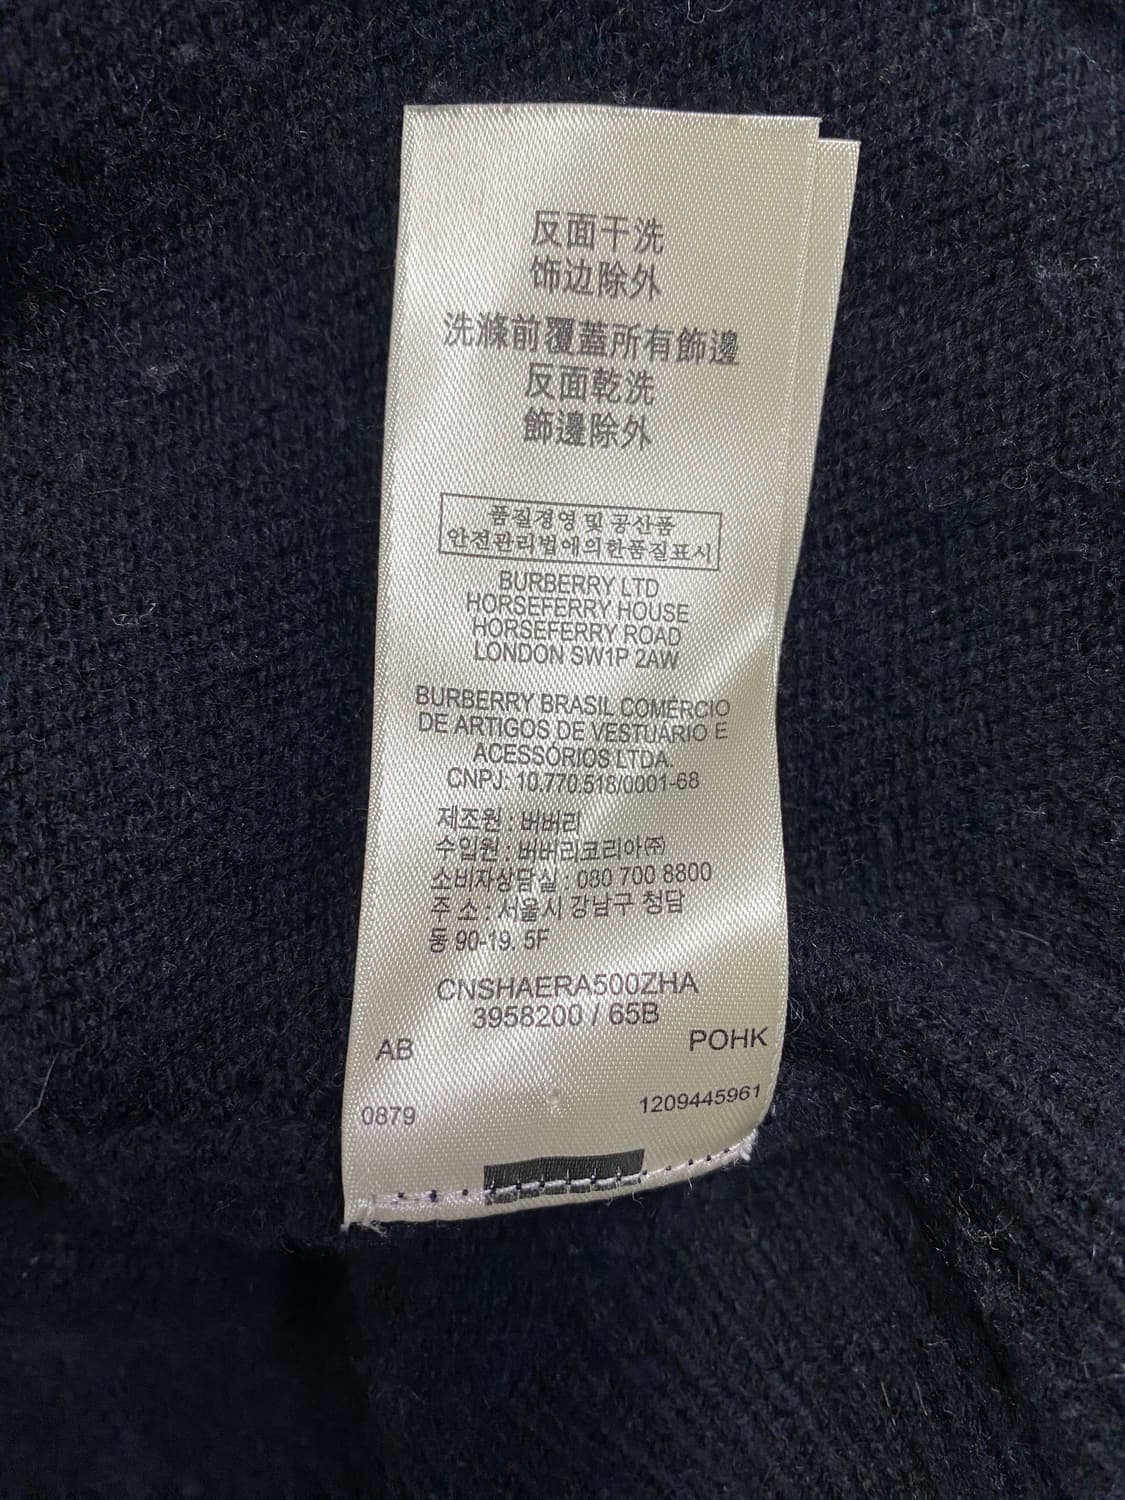 反面干洗
饰边除外
洗滌前覆蓋所有飾邊
反面乾洗
飾邊除外
품질경영 및 공산품
안전관리법에의한품질표시
BURBERRY LTD
HORSEFERRY HOUSE
HORSEFERRY ROAD
LONDON SW1P 2AW
BURBERRY BRASIL COMÉRCIO
DE ARTIGOS DE VESTUÁRIO E
ACESSÓRIOS LTDA.
CNPJ: 10.770.518/0001-68
제조원 : 버버리
수입원 : 버버리코리아㈜
소비자상담실 : 080 700 8800
주 소 : 서울시 강남구 청담
동 90-19. 5F
CNSHAERA500ZHA
3958200 / 65B
AB POHK
0879 1209445961